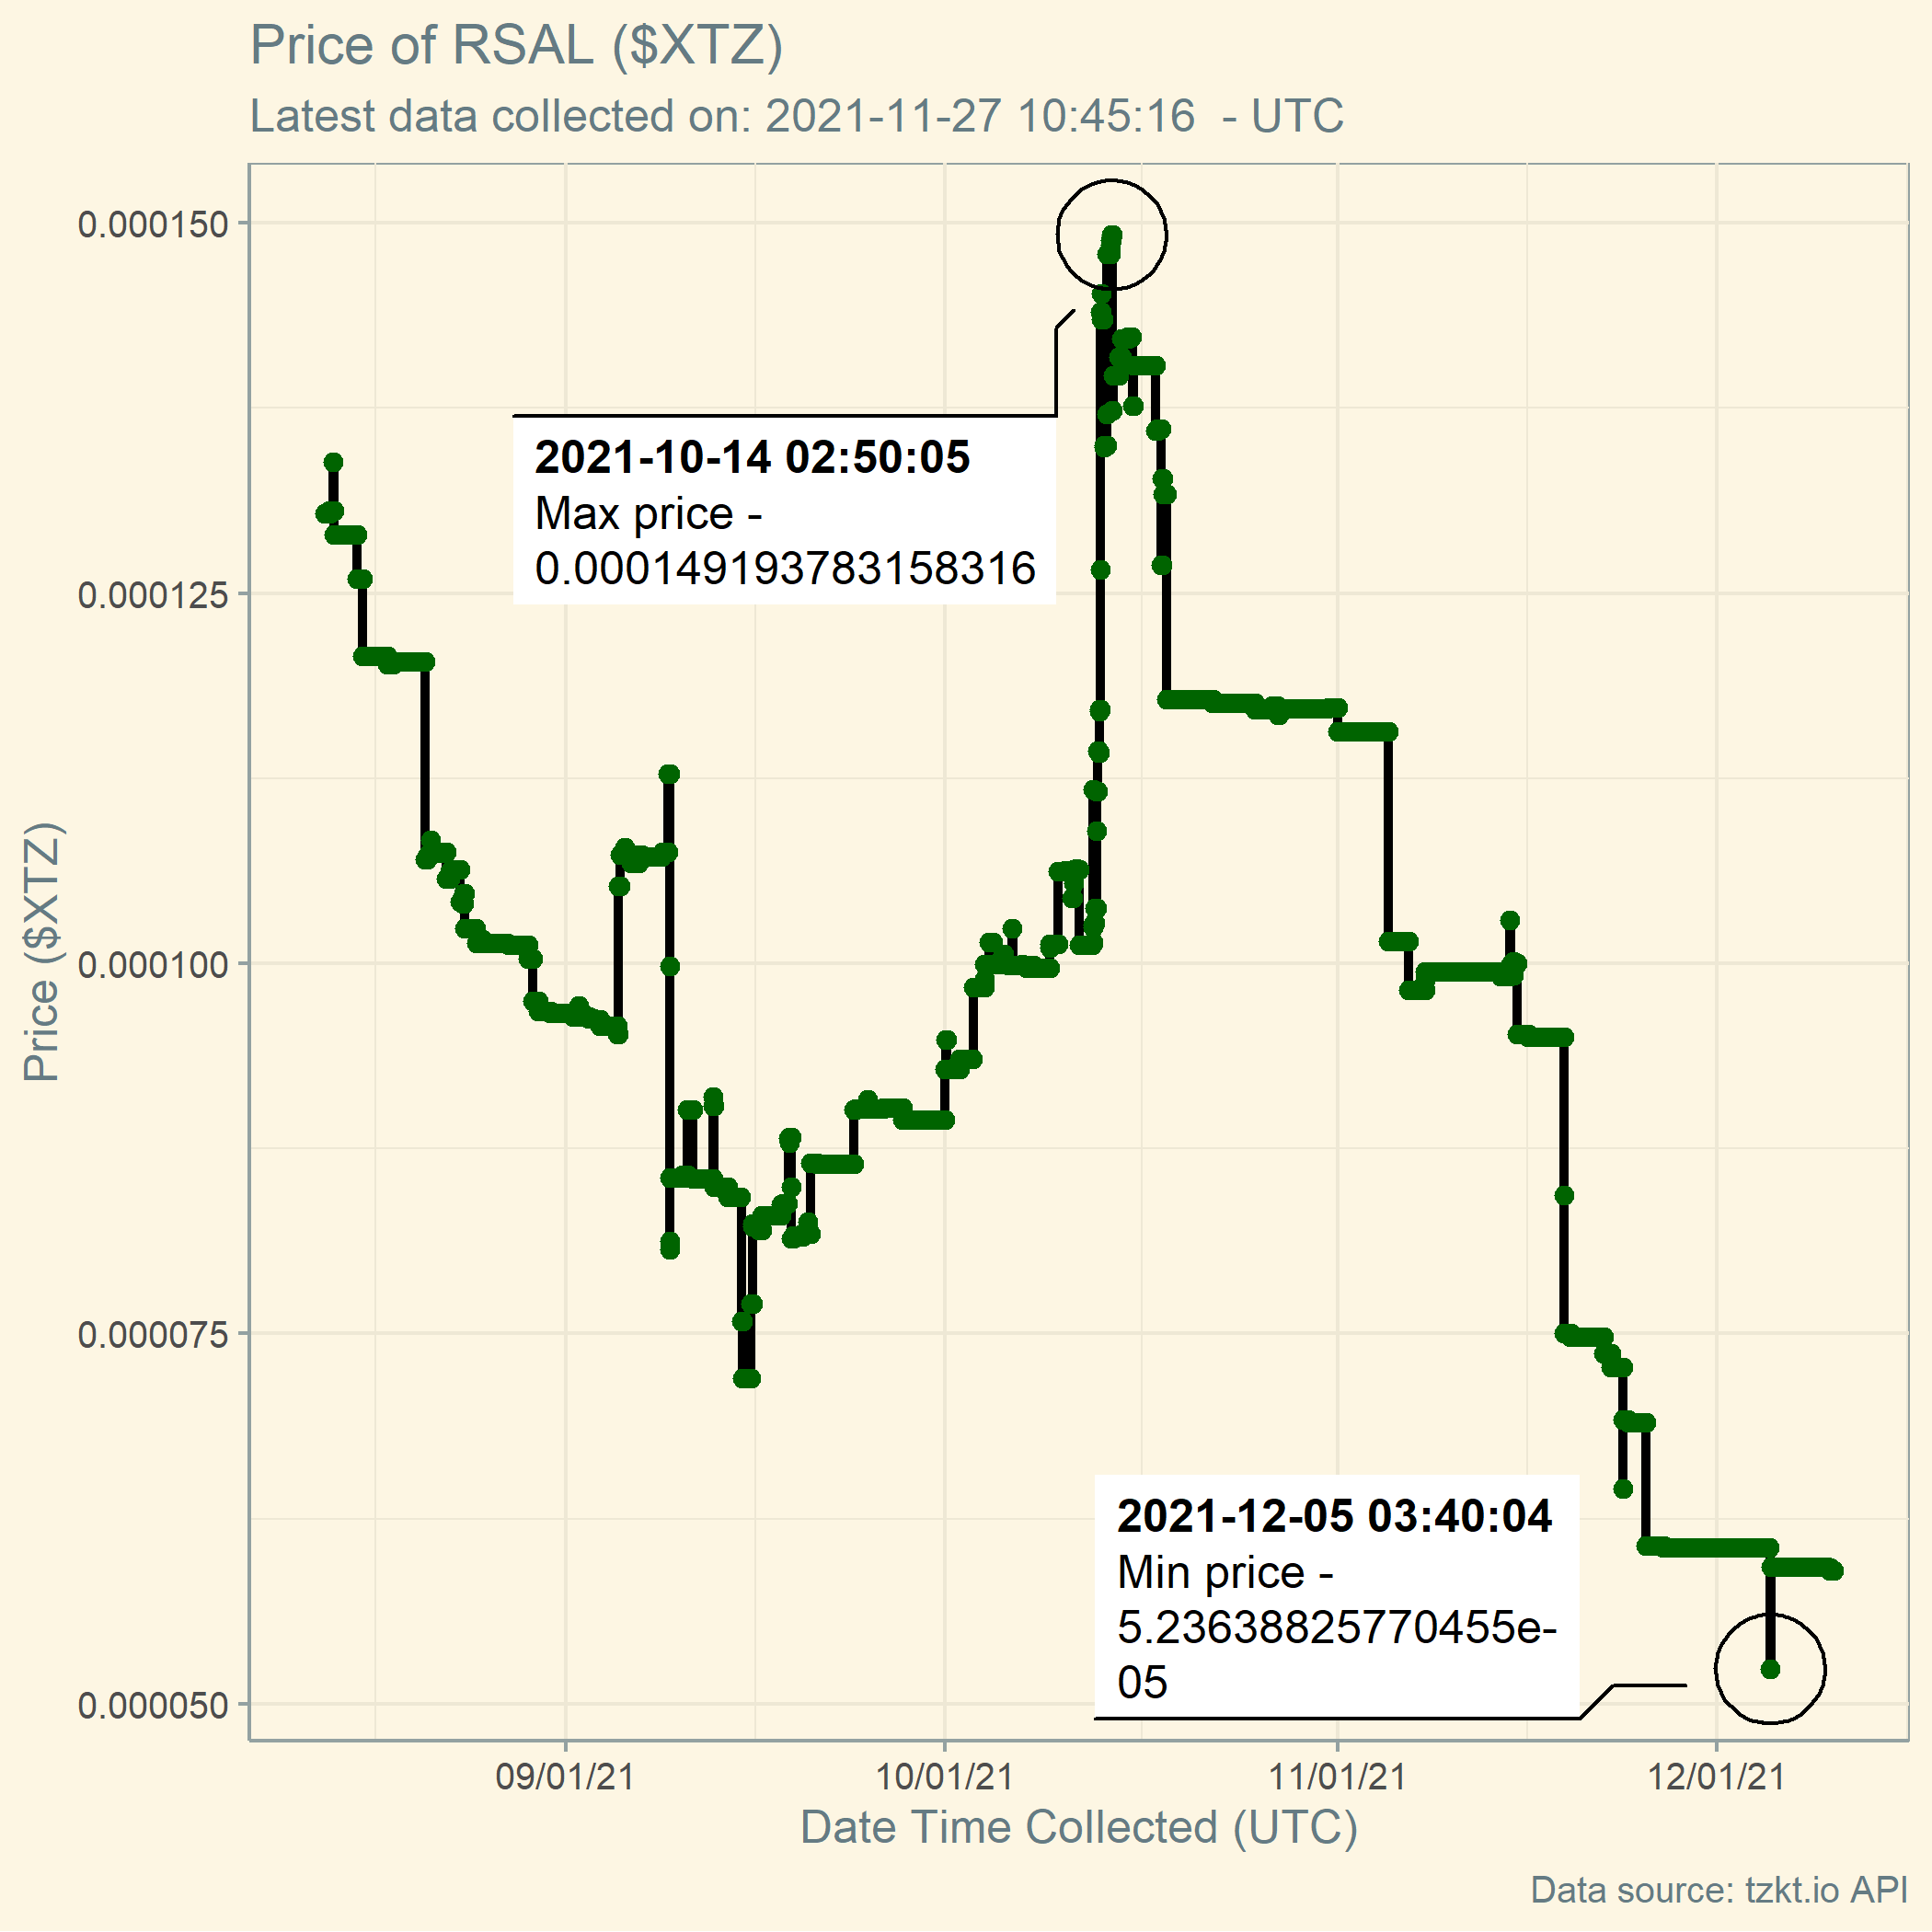 Price of RSAL ($XTZ)
Latest data collected on: 2021-11-27 10:45:16  - UTC
0.000150
0.000125
0.000100
0.000075
0.000050
Price ($XTZ)
2021-10-14 02:50:05
Max price -
0.000149193783158316
2021-12-05 03:40:04
Min price -
5.23638825770455e-
05
09/01/21
10/01/21
11/01/21
12/01/21
Date Time Collected (UTC)
Data source: tzkt.io API